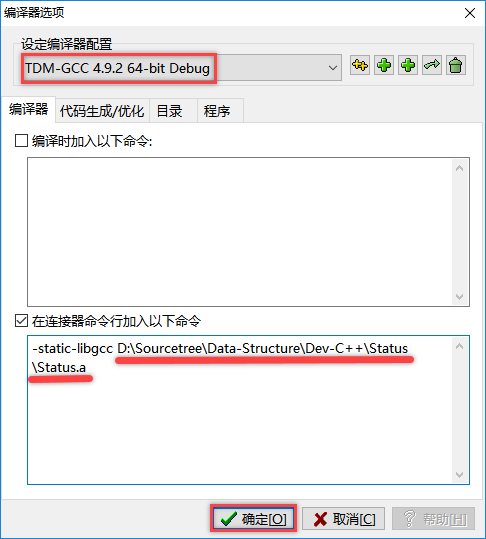 编译器选项
设定编译器配置
TDM-GCC 4.9.2 64-bit Debug
编译器 代码生成/优化 目录 程序
编译时加入以下命令:
在连接器命令行加入以下命令
-static-libgcc D:\Sourcetree\Data-Structure\Dev-C++\Status
\Status.a
确定[O] 取消[C] 帮助[H]